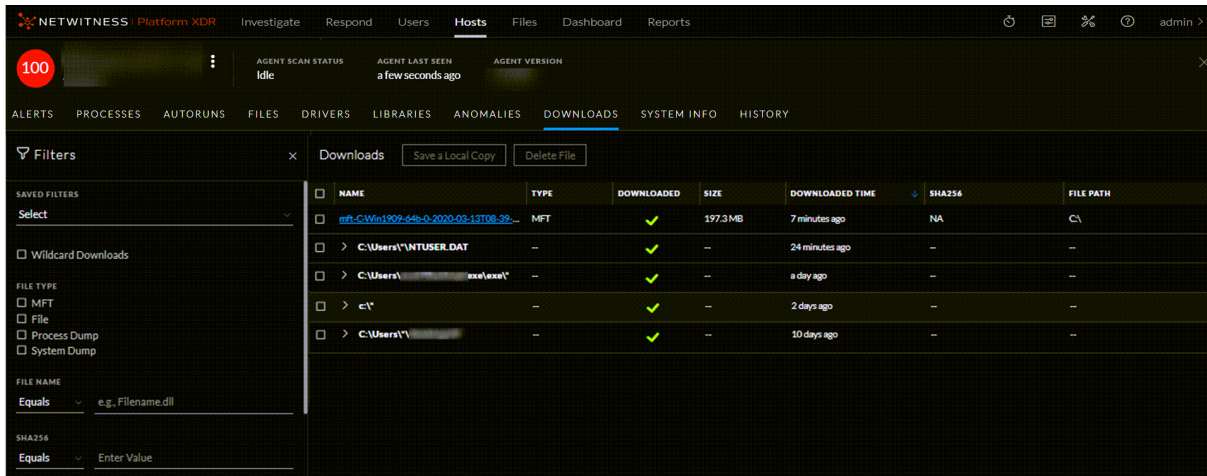 NETWITNESS Platform XDR Investigate Respond Users Hosts Files Dashboard Reports admin >
100
AGENT SCAN STATUS AGENT LAST SEEN AGENT VERSION
Idle a few seconds ago
ALERTS PROCESSES AUTORUNS FILES DRIVERS LIBRARIES ANOMALIES DOWNLOADS SYSTEM INFO HISTORY
Filters × Downloads Save a Local Copy Delete File
SAVED FILTERS
Select
NAME TYPE DOWNLOADED SIZE DOWNLOADED TIME SHA256 FILE PATH
mft-C-Win1909-64b-0-2020-03-13T08-39-... MFT 197.3 MB 7 minutes ago NA C:\
> C:\Users\*\NTUSER.DAT -- -- 24 minutes ago -- --
> C:\Users\ exe\exe\* -- -- a day ago -- --
> c:\* -- -- 2 days ago -- --
> C:\Users\*\ -- -- 10 days ago -- --
Wildcard Downloads
FILE TYPE
MFT
File
Process Dump
System Dump
FILE NAME
Equals e.g., Filename.dll
SHA256
Equals Enter Value